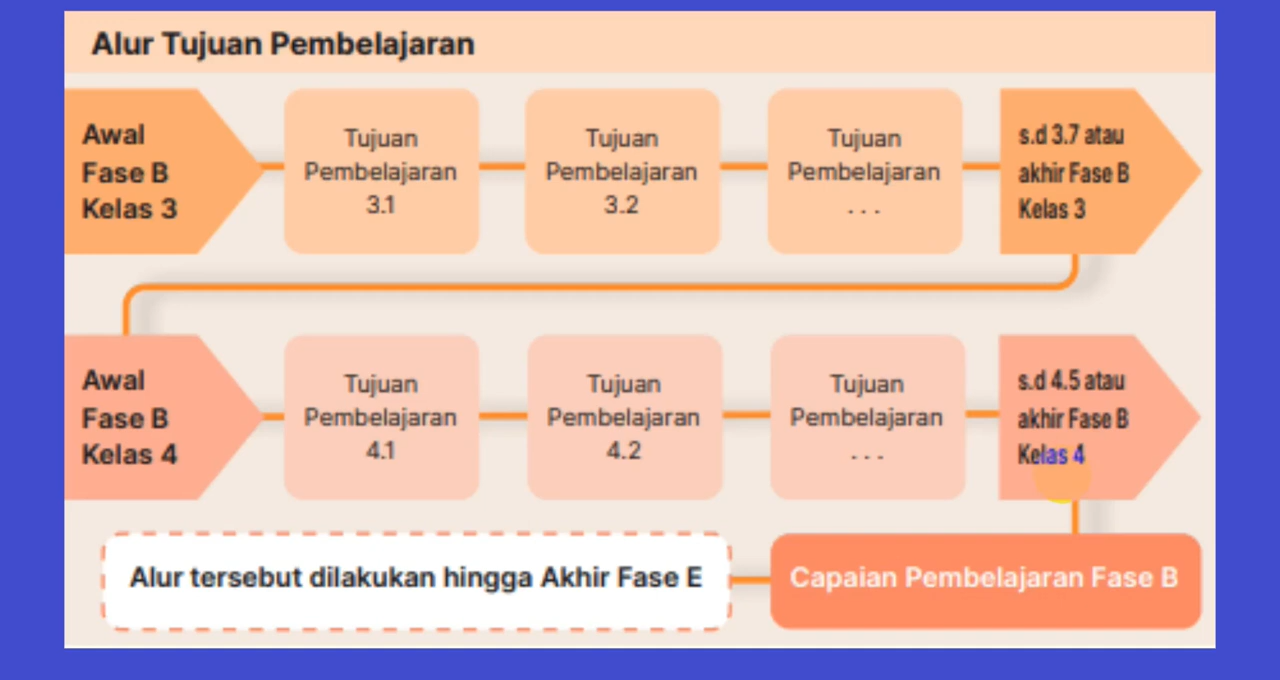 Alur Tujuan Pembelajaran
Awal
Fase B
Kelas 3
Tujuan
Pembelajaran
3.1
Tujuan
Pembelajaran
3.2
Tujuan
Pembelajaran
. . .
s.d 3.7 atau
akhir Fase B
Kelas 3
Awal
Fase B
Kelas 4
Tujuan
Pembelajaran
4.1
Tujuan
Pembelajaran
4.2
Tujuan
Pembelajaran
. . .
s.d 4.5 atau
akhir Fase B
Kelas 4
Alur tersebut dilakukan hingga Akhir Fase E
Capaian Pembelajaran Fase B